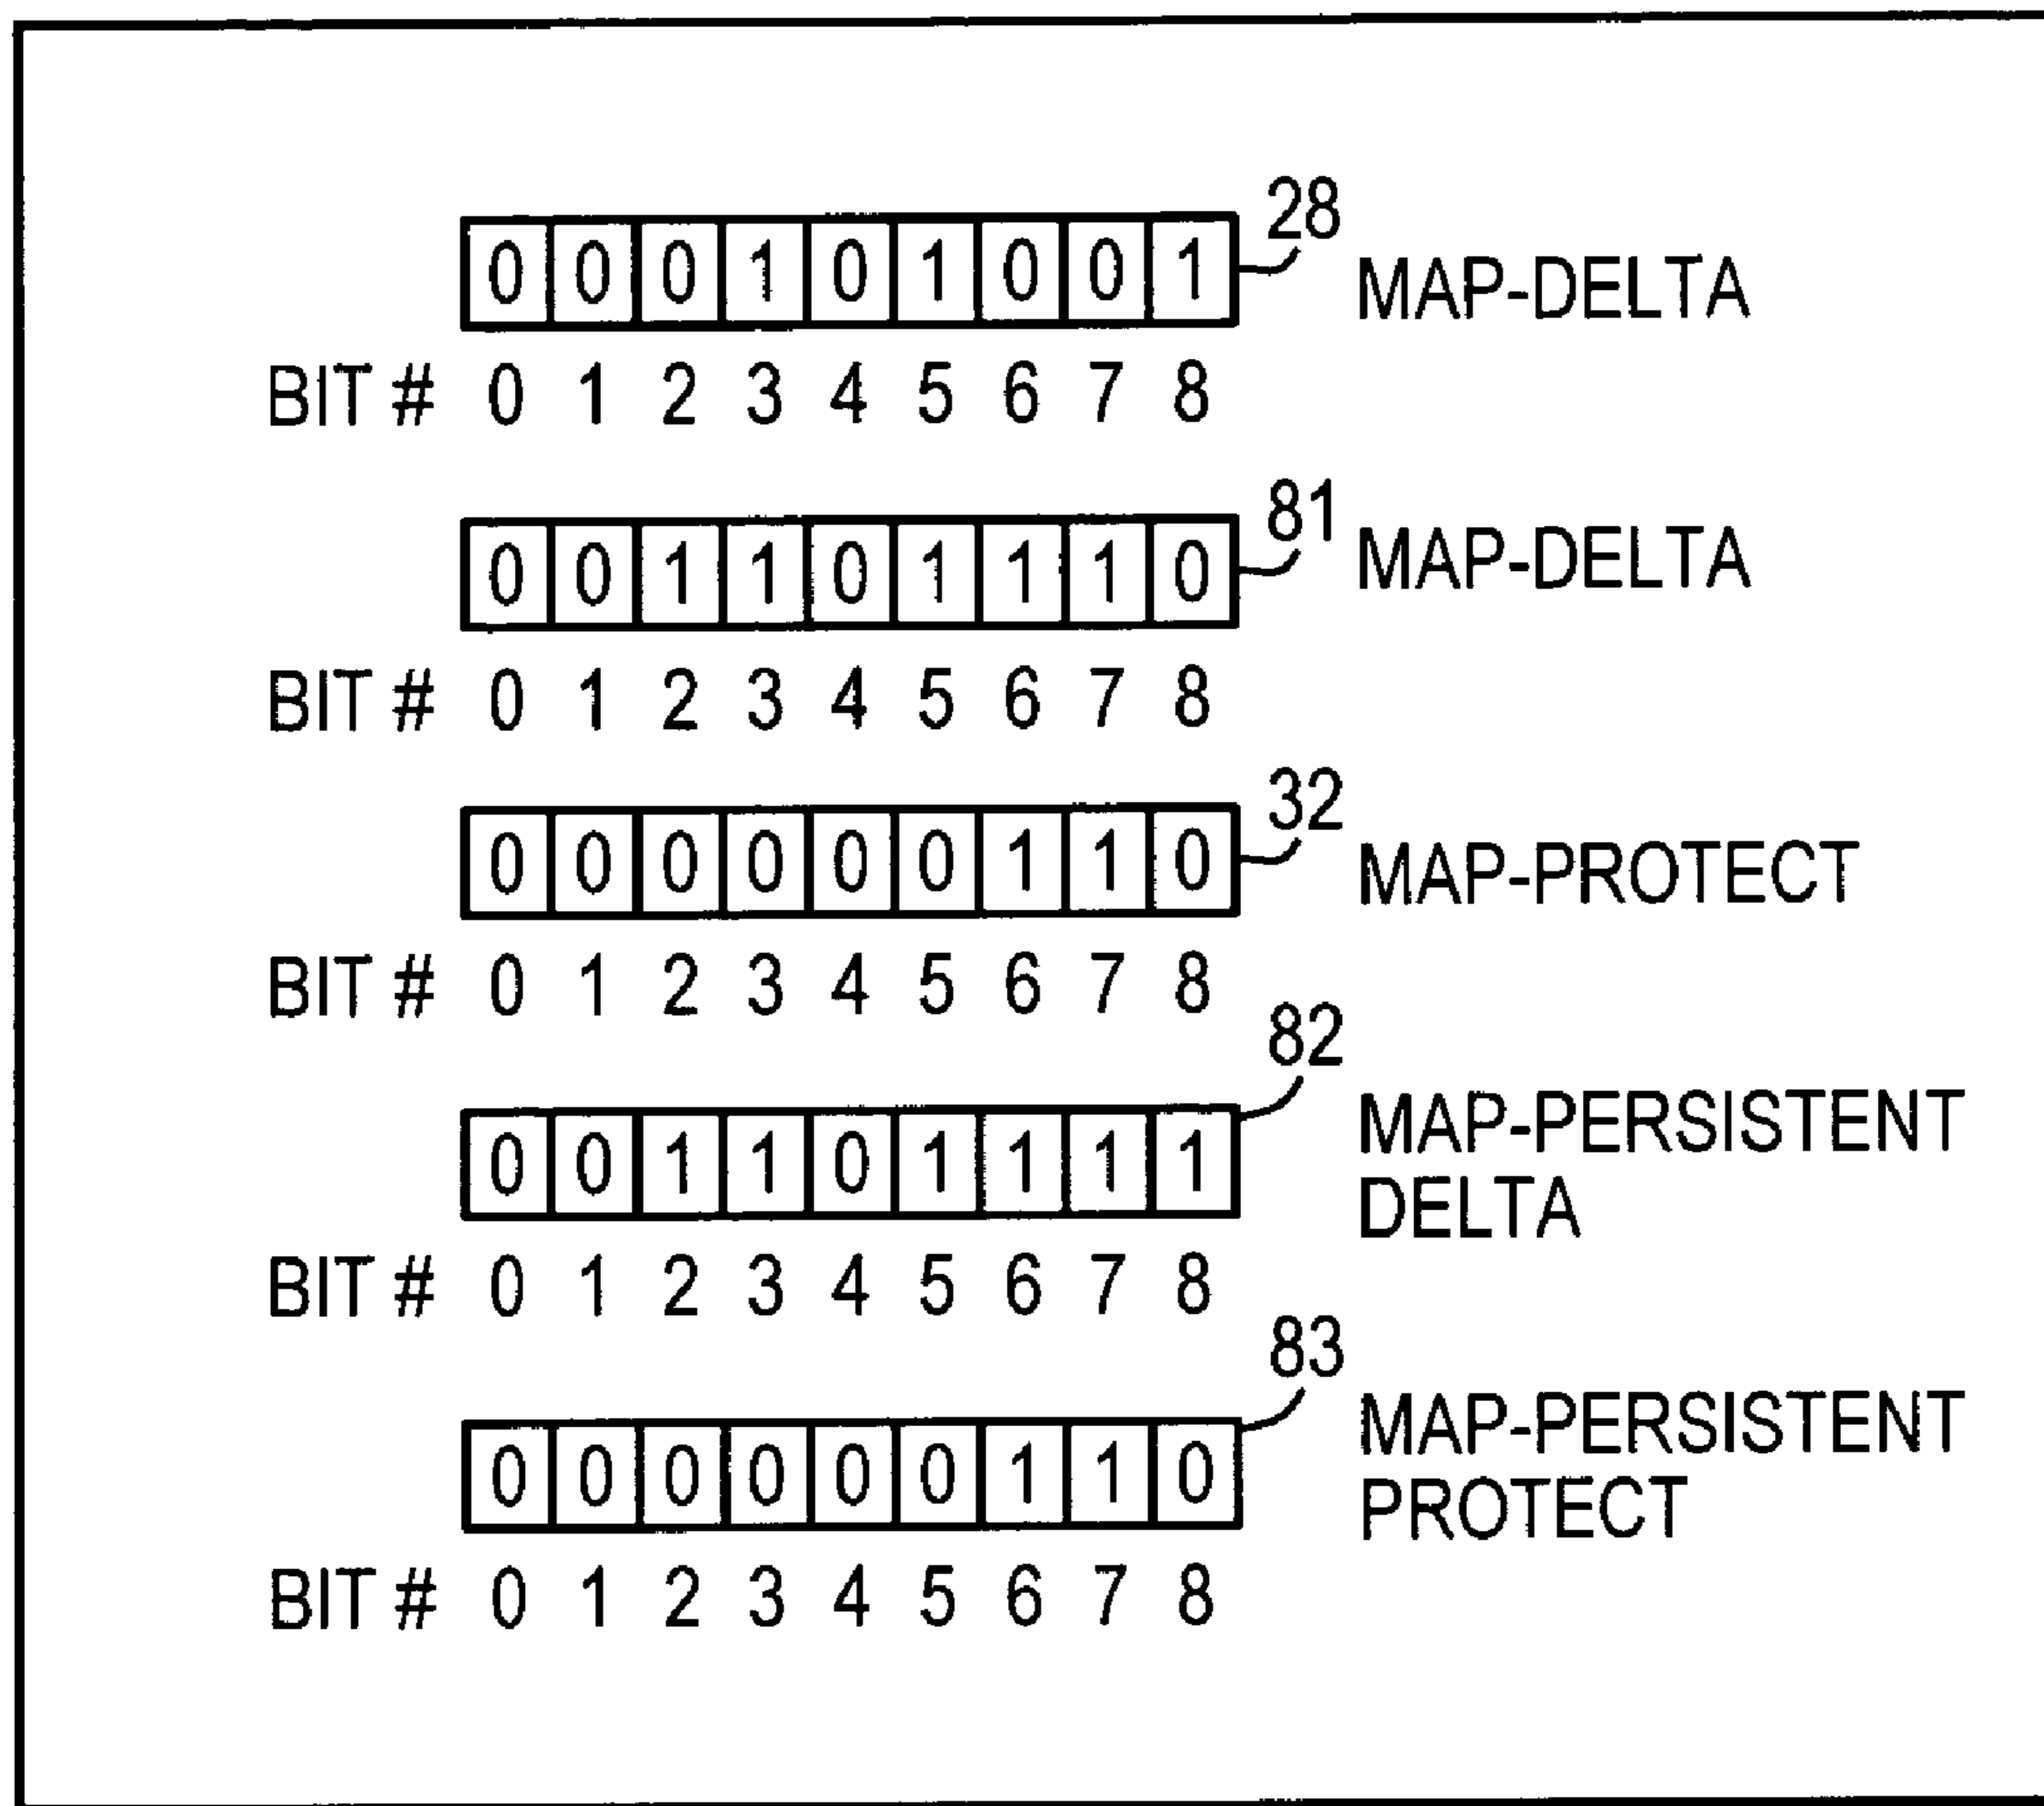 28
0 0 0 1 0 1 0 0 1 MAP-DELTA
BIT # 0 1 2 3 4 5 6 7 8
81
0 0 1 1 0 1 1 1 0 MAP-DELTA
BIT # 0 1 2 3 4 5 6 7 8
32
0 0 0 0 0 0 1 1 0 MAP-PROTECT
BIT # 0 1 2 3 4 5 6 7 8
82
0 0 1 1 0 1 1 1 1 MAP-PERSISTENT
DELTA
BIT # 0 1 2 3 4 5 6 7 8
83
0 0 0 0 0 0 1 1 0 MAP-PERSISTENT
PROTECT
BIT # 0 1 2 3 4 5 6 7 8